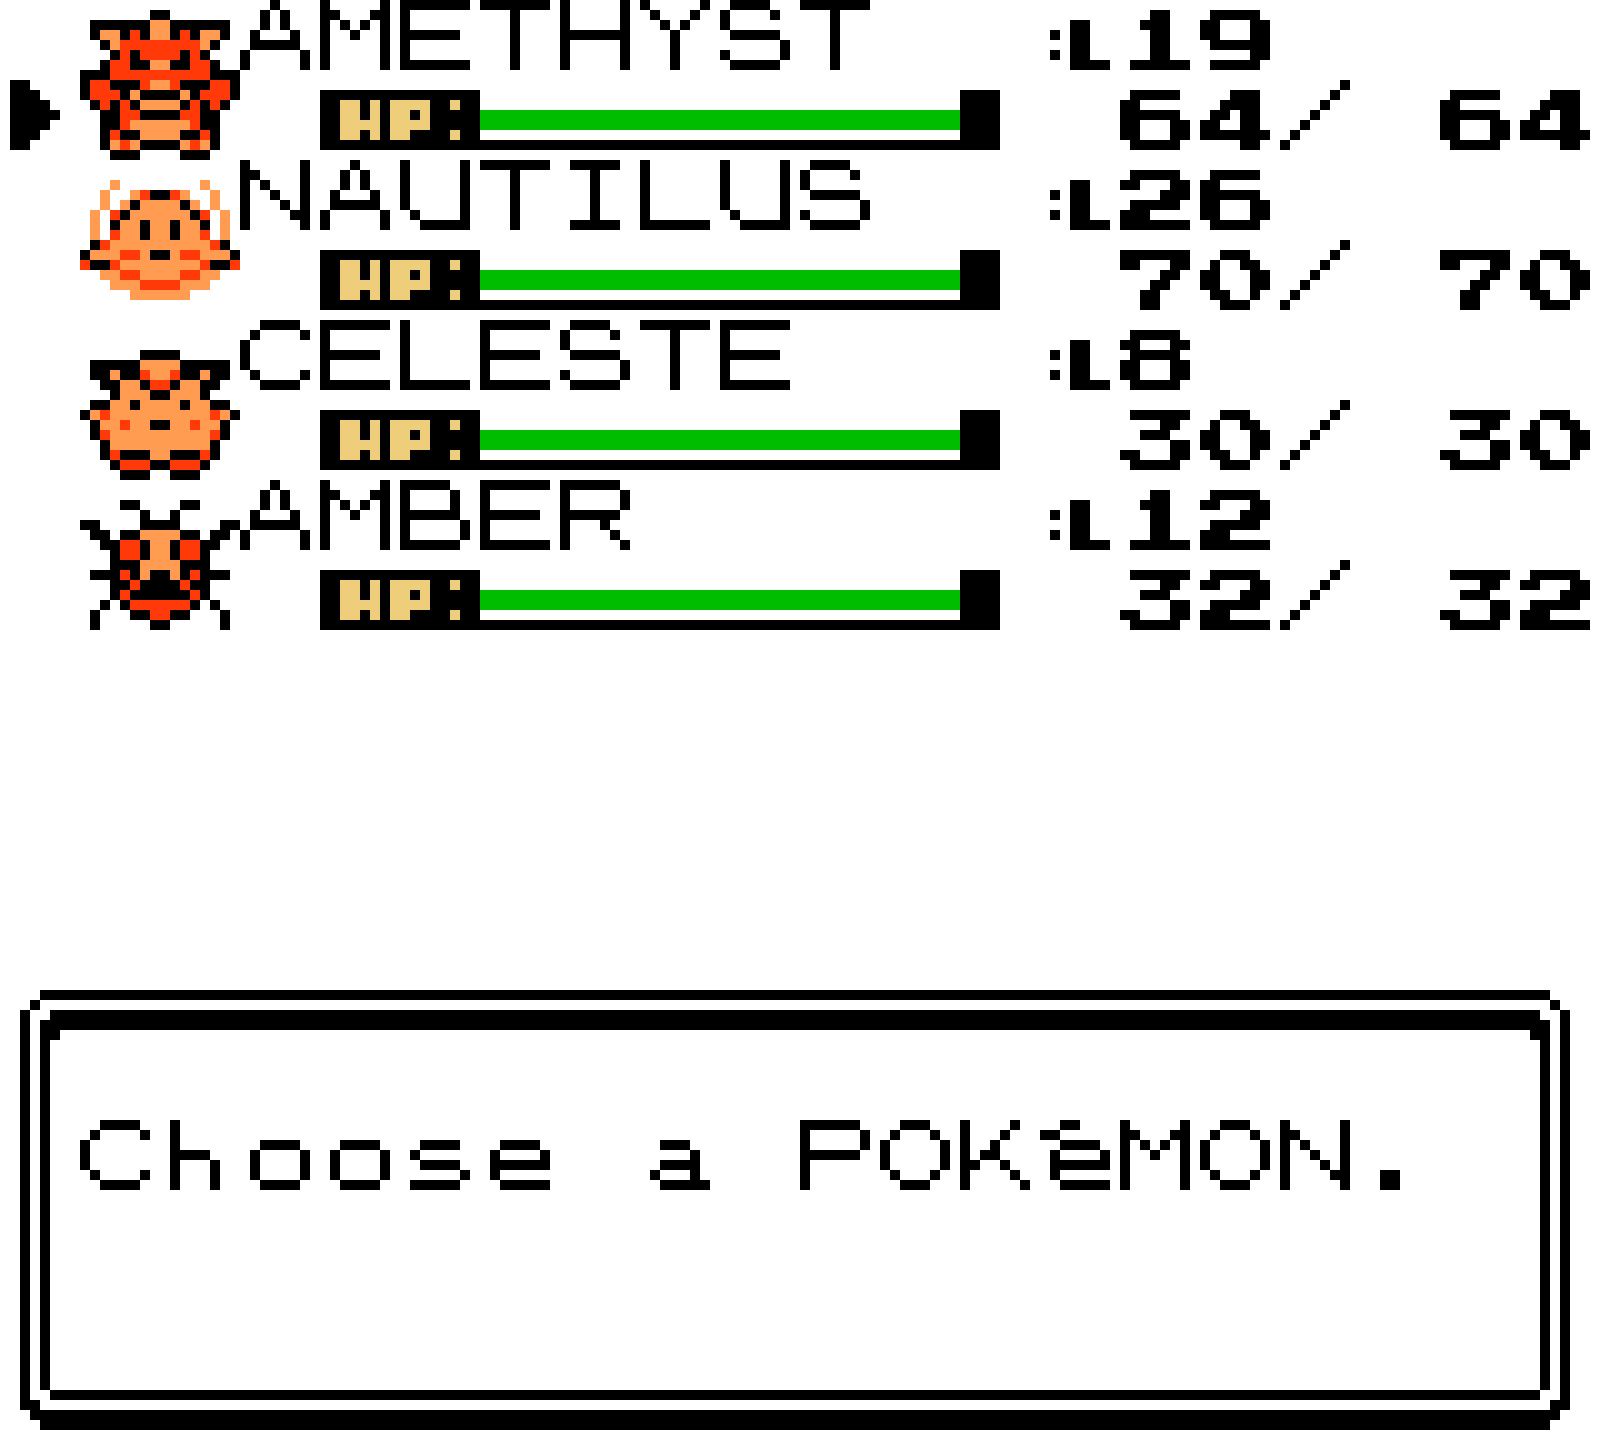 AMETHYST :L19
HP: 64/ 64
NAUTILUS :L26
HP: 70/ 70
CELESTE :L8
HP: 30/ 30
AMBER :L12
HP: 32/ 32
Choose a POKéMON.